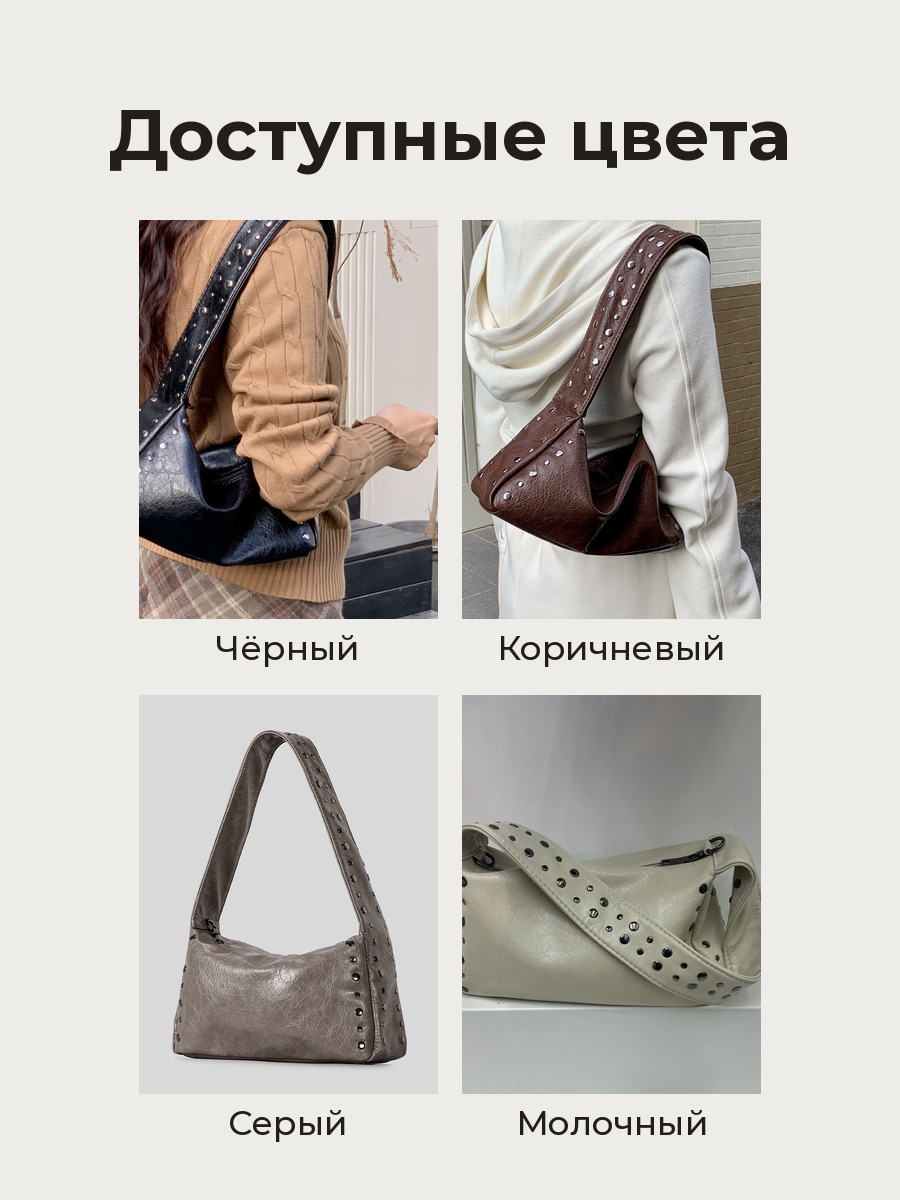 Доступные цвета
Чёрный
Коричневый
Серый
Молочный